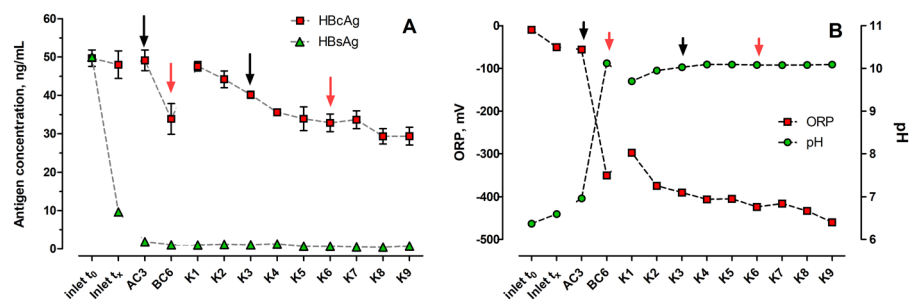 A
HBcAg
HBsAg
Antigen concentration, ng/mL
60
50
40
30
20
10
0
inlet t0 Inlet tx AC3 BC6 K1 K2 K3 K4 K5 K6 K7 K8 K9
B
ORP
pH
ORP, mV
0
-100
-200
-300
-400
-500
pH
11
10
9
8
7
6
inlet t0 Inlet tx AC3 BC6 K1 K2 K3 K4 K5 K6 K7 K8 K9